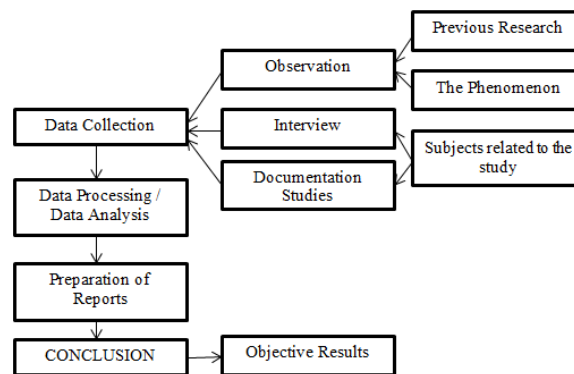 Previous Research
Observation
The Phenomenon
Data Collection
Interview
Subjects related to the
study
Documentation
Studies
Data Processing /
Data Analysis
Preparation of
Reports
CONCLUSION
Objective Results